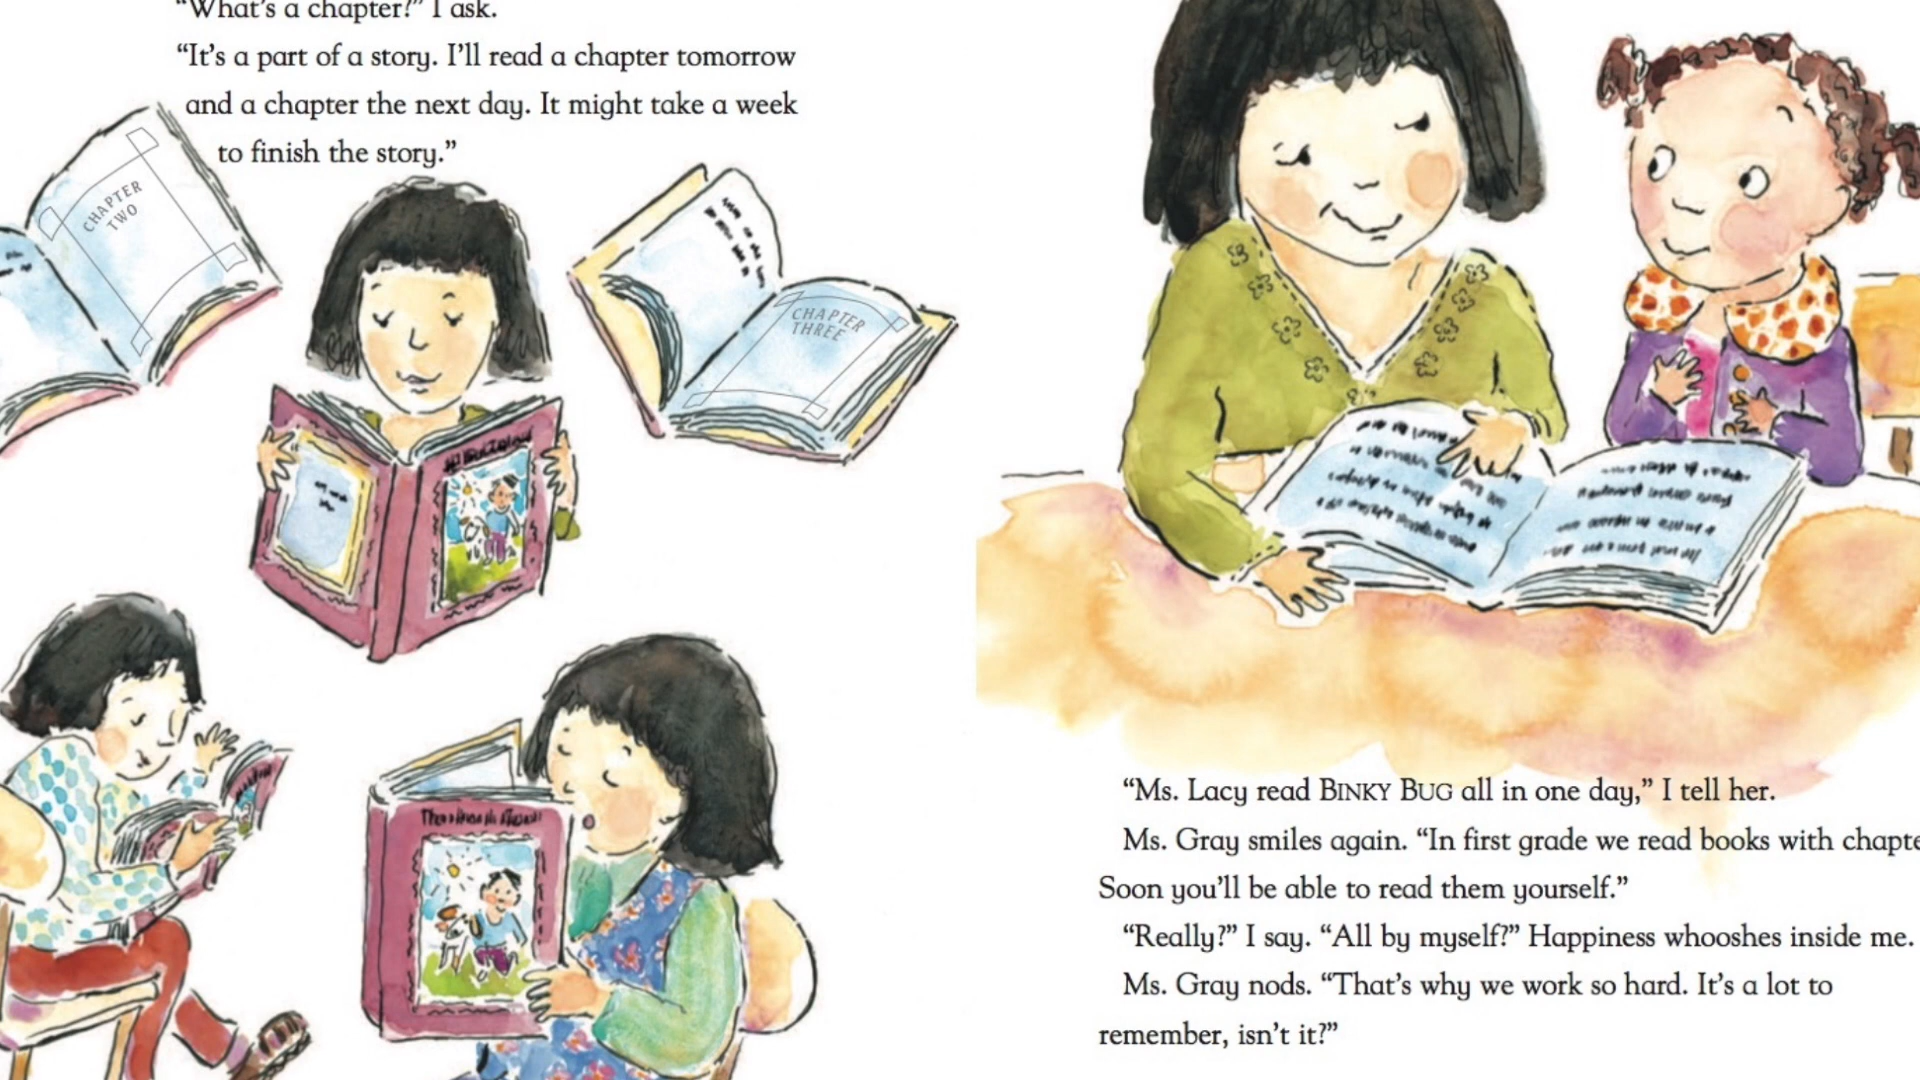 "What's a chapter?" I ask.
"It's a part of a story. I'll read a chapter tomorrow
and a chapter the next day. It might take a week
to finish the story."
CHAPTER
TWO
CHAPTER
THREE
"Ms. Lacy read BINKY BUG all in one day," I tell her.
Ms. Gray smiles again. "In first grade we read books with chapte
Soon you'll be able to read them yourself."
"Really?" I say. "All by myself?" Happiness whooshes inside me.
Ms. Gray nods. "That's why we work so hard. It's a lot to
remember, isn't it?"